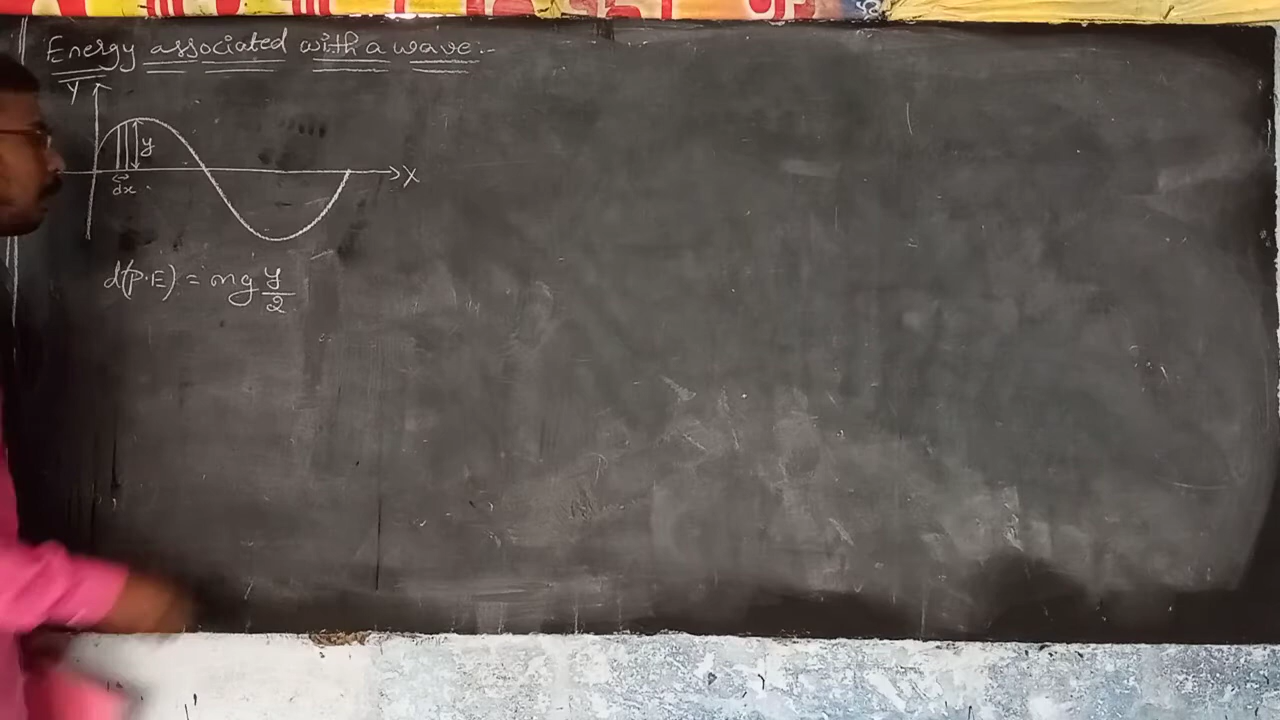 Energy associated with a wave:-
Y
y
X
dx
d(P.E) = mg y/2